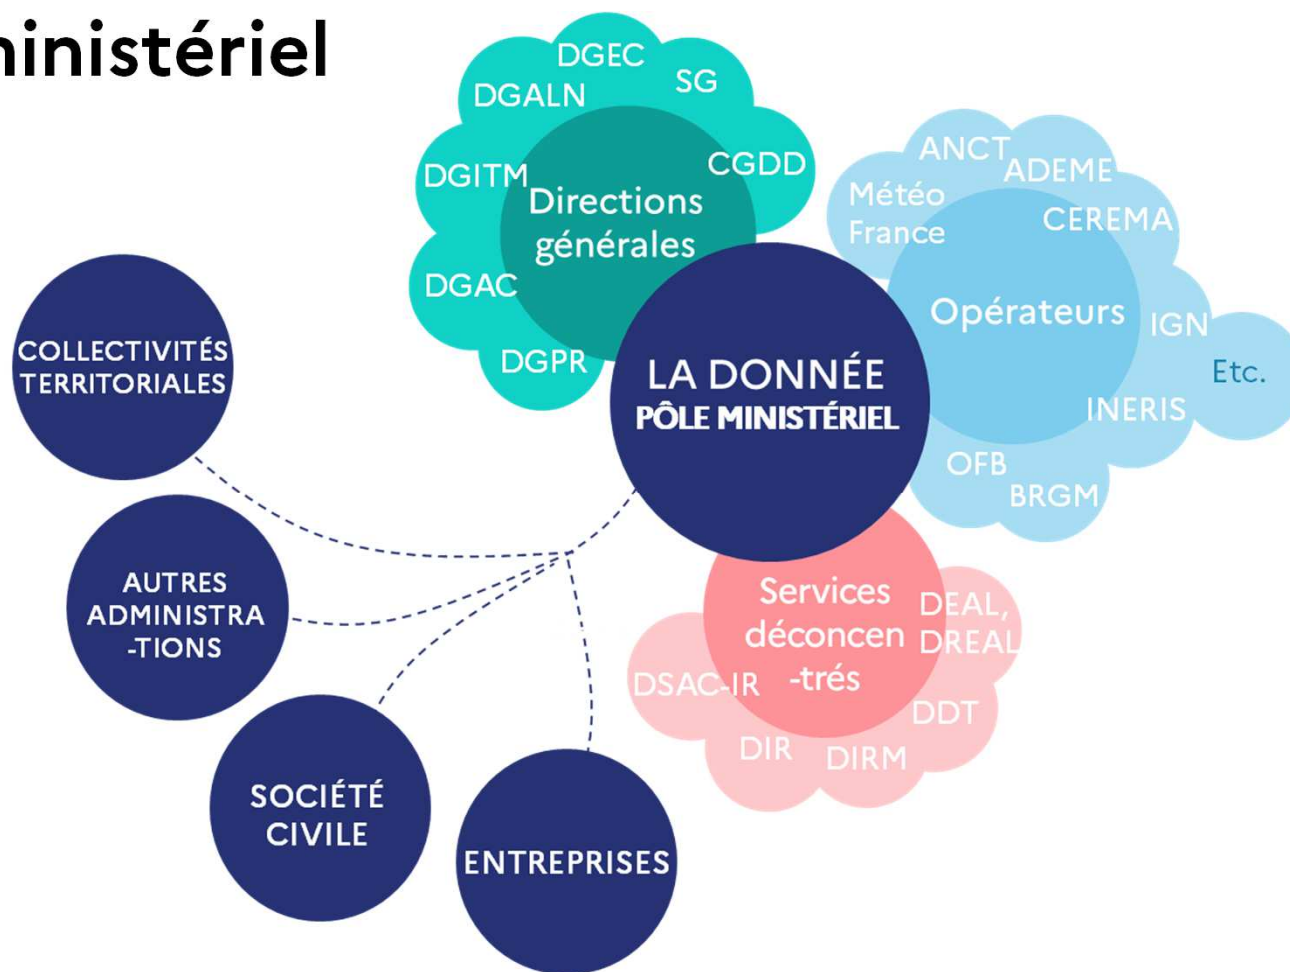 ministériel
DGEC
SG
DGALN
CGDD
DGITM
Directions
générales
DGAC
DGPR
ANCT
ADEME
Météo
France
CEREMA
Opérateurs
IGN
Etc.
INERIS
OFB
BRGM
LA DONNÉE
PÔLE MINISTÉRIEL
COLLECTIVITÉS
TERRITORIALES
AUTRES
ADMINISTRA
-TIONS
SOCIÉTÉ
CIVILE
ENTREPRISES
Services
déconcen
-trés
DEAL,
DREAL
DSAC-IR
DDT
DIR
DIRM